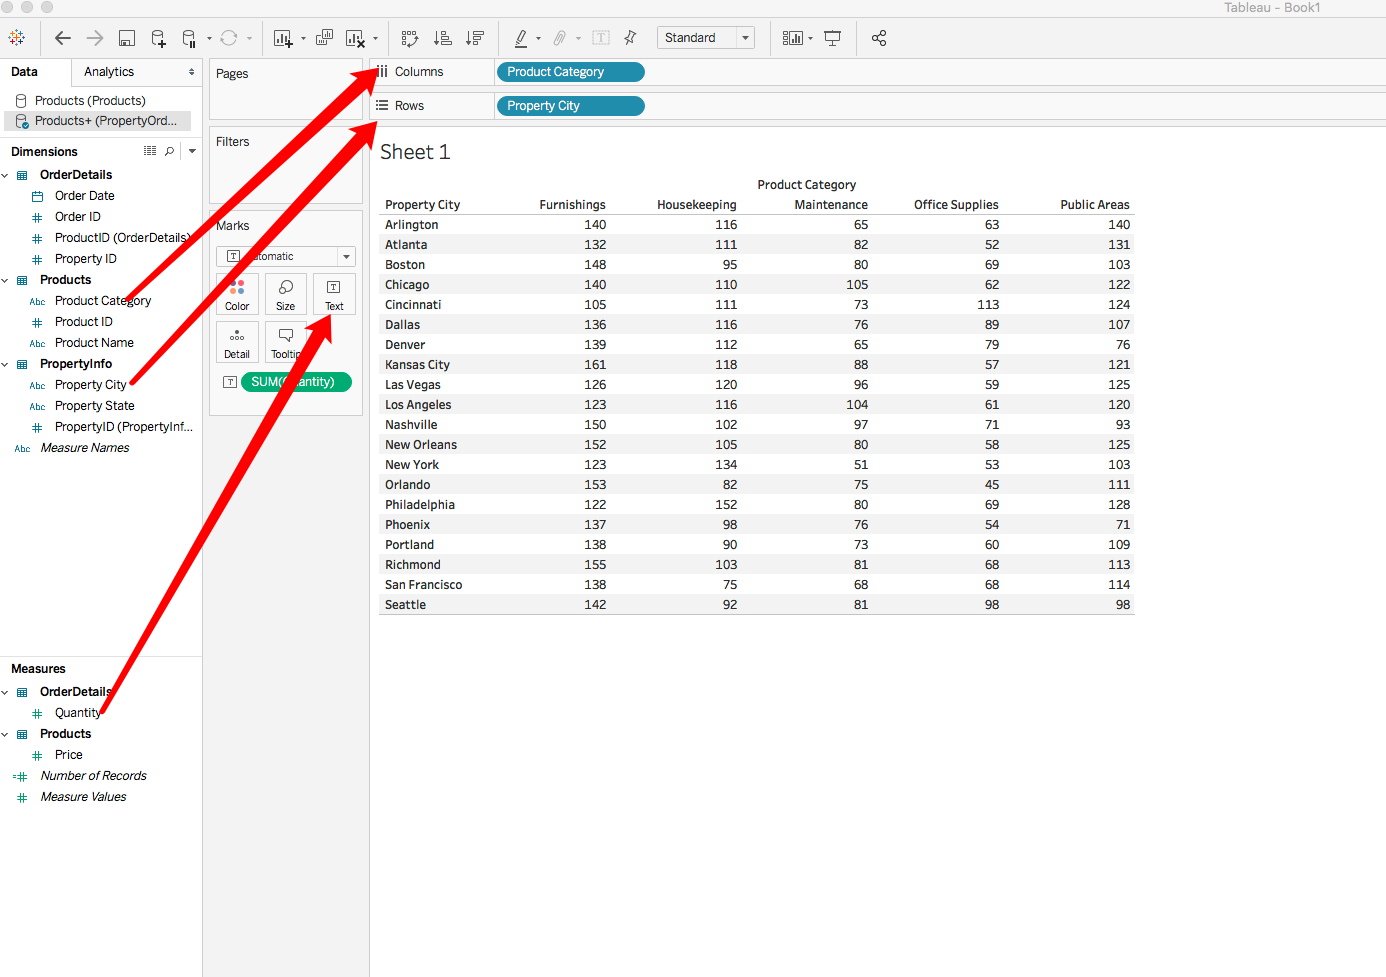 Tableau - Book1
Standard
Data
Analytics
Products (Products)
Products+ (PropertyOrd...
Dimensions
OrderDetails
Order Date
Order ID
ProductID (OrderDetails)
Property ID
Products
Abc Product Category
Product ID
Abc Product Name
PropertyInfo
Abc Property City
Abc Property State
PropertyID (PropertyInf...
Abc Measure Names
Measures
OrderDetails
Quantity
Products
Price
Number of Records
Measure Values
Pages
Filters
Marks
Color
Size
Text
Detail
Columns
Product Category
Rows
Property City
Sheet 1
Product Category
Property City Furnishings Housekeeping Maintenance Office Supplies Public Areas
Arlington 140 116 65 63 140
Atlanta 132 111 82 52 131
Boston 148 95 80 69 103
Chicago 140 110 105 62 122
Cincinnati 105 111 73 113 124
Dallas 136 116 76 89 107
Denver 139 112 65 79 76
Kansas City 161 118 88 57 121
Las Vegas 126 120 96 59 125
Los Angeles 123 116 104 61 120
Nashville 150 102 97 71 93
New Orleans 152 105 80 58 125
New York 123 134 51 53 103
Orlando 153 82 75 45 111
Philadelphia 122 152 80 69 128
Phoenix 137 98 76 54 71
Portland 138 90 73 60 109
Richmond 155 103 81 68 113
San Francisco 138 75 68 68 114
Seattle 142 92 81 98 98